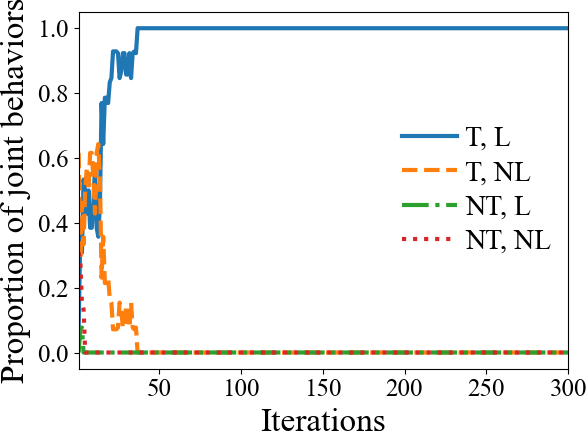 Proportion of joint behaviors
1.0
0.8
0.6
0.4
0.2
0.0
T, L
T, NL
NT, L
NT, NL
50 100 150 200 250 300
Iterations